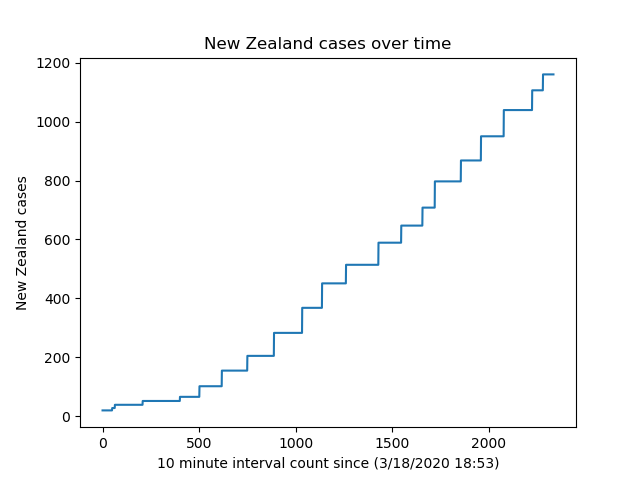 New Zealand cases over time
1200
1000
800
600
400
200
0
New Zealand cases
0 500 1000 1500 2000
10 minute interval count since (3/18/2020 18:53)